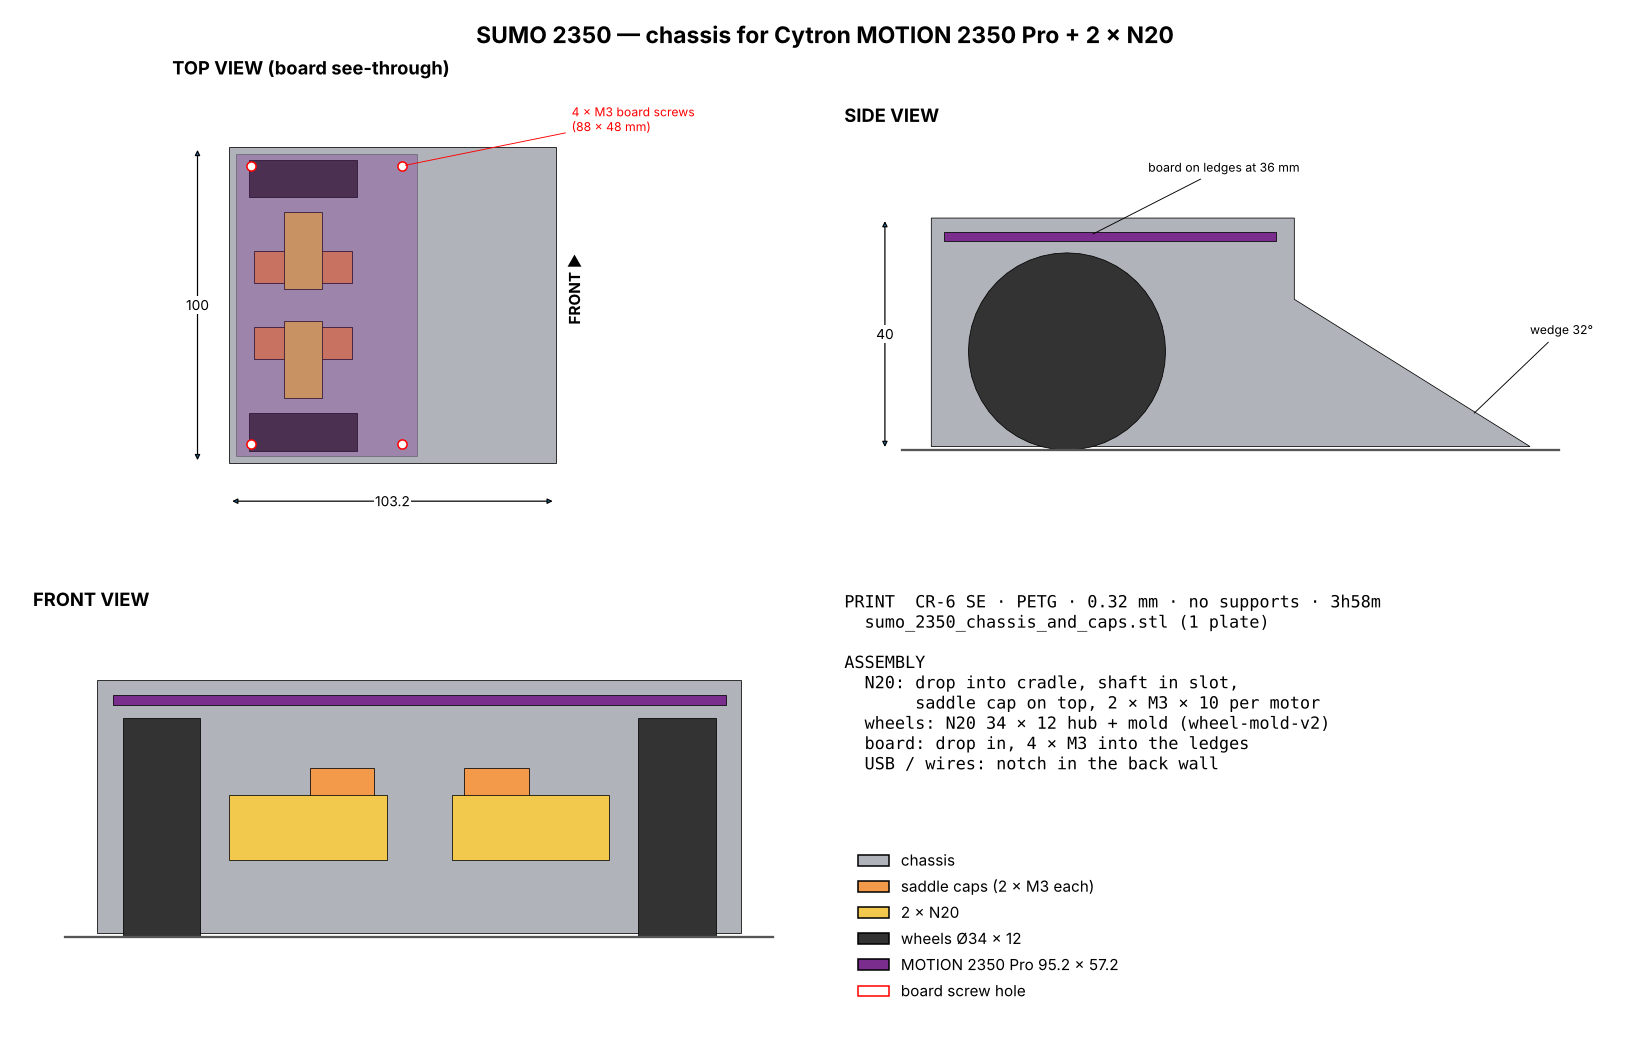 SUMO 2350 — chassis for Cytron MOTION 2350 Pro + 2 × N20
TOP VIEW (board see-through)
4 × M3 board screws
(88 × 48 mm)
100
FRONT ▶
103.2
SIDE VIEW
board on ledges at 36 mm
40
wedge 32°
FRONT VIEW
PRINT  CR-6 SE · PETG · 0.32 mm · no supports · 3h58m
sumo_2350_chassis_and_caps.stl (1 plate)
ASSEMBLY
N20: drop into cradle, shaft in slot,
saddle cap on top, 2 × M3 × 10 per motor
wheels: N20 34 × 12 hub + mold (wheel-mold-v2)
board: drop in, 4 × M3 into the ledges
USB / wires: notch in the back wall
chassis
saddle caps (2 × M3 each)
2 × N20
wheels Ø34 × 12
MOTION 2350 Pro 95.2 × 57.2
board screw hole